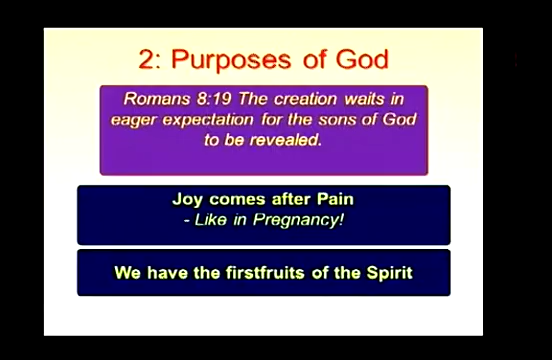 2: Purposes of God
Romans 8:19 The creation waits in
eager expectation for the sons of God
to be revealed.
Joy comes after Pain
- Like in Pregnancy!
We have the firstfruits of the Spirit